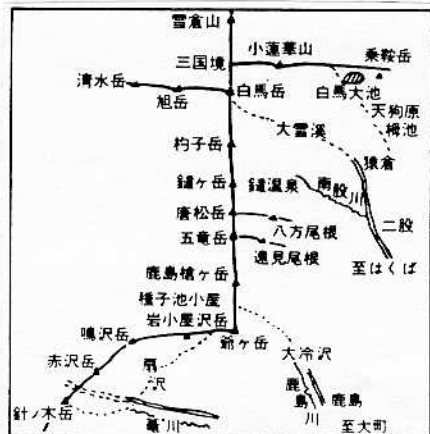 雪倉山
小蓮華山
乗鞍岳
三国境
清水岳
白馬岳
白馬大池
旭岳
天狗原
栂池
大雪渓
杓子岳
猿倉
鑓ヶ岳
鑓温泉
南股川
唐松岳
二股
八方尾根
五竜岳
遠見尾根
至はくば
鹿島槍ヶ岳
種子池小屋
岩小屋沢岳
鳴沢岳
爺ヶ岳
大冷沢
赤沢岳
扇沢
鹿島川
鹿島
針ノ木岳
篭川
至大町